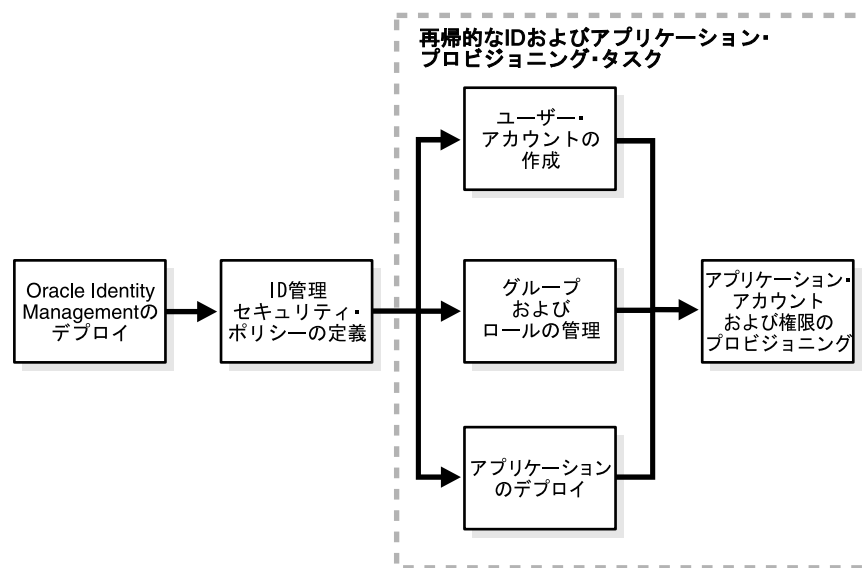 再帰的なIDおよびアプリケーション・
プロビジョニング・タスク
ユーザー・
アカウントの
作成
Oracle Identity
Managementの
デプロイ
ID管理
セキュリティ・
ポリシーの定義
グループ
および
ロールの管理
アプリケーション・
アカウント
および権限の
プロビジョニング
アプリケーション
のデプロイ